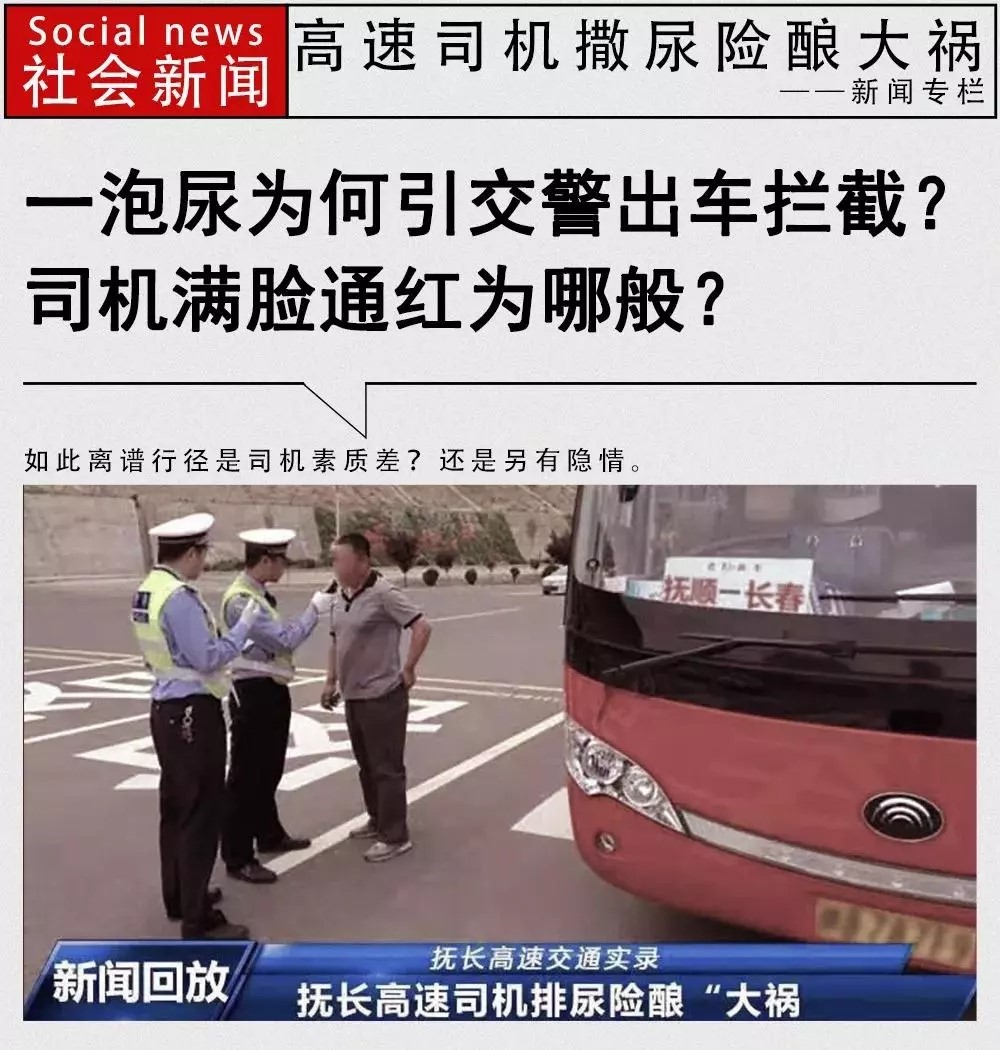 Social news
社会新闻
高速司机撒尿险酿大祸
——新闻专栏
一泡尿为何引交警出车拦截？
司机满脸通红为哪般？
如此离谱行径是司机素质差？还是另有隐情。
抚顺—长春
新闻回放
抚长高速交通实录
抚长高速司机排尿险酿“大祸